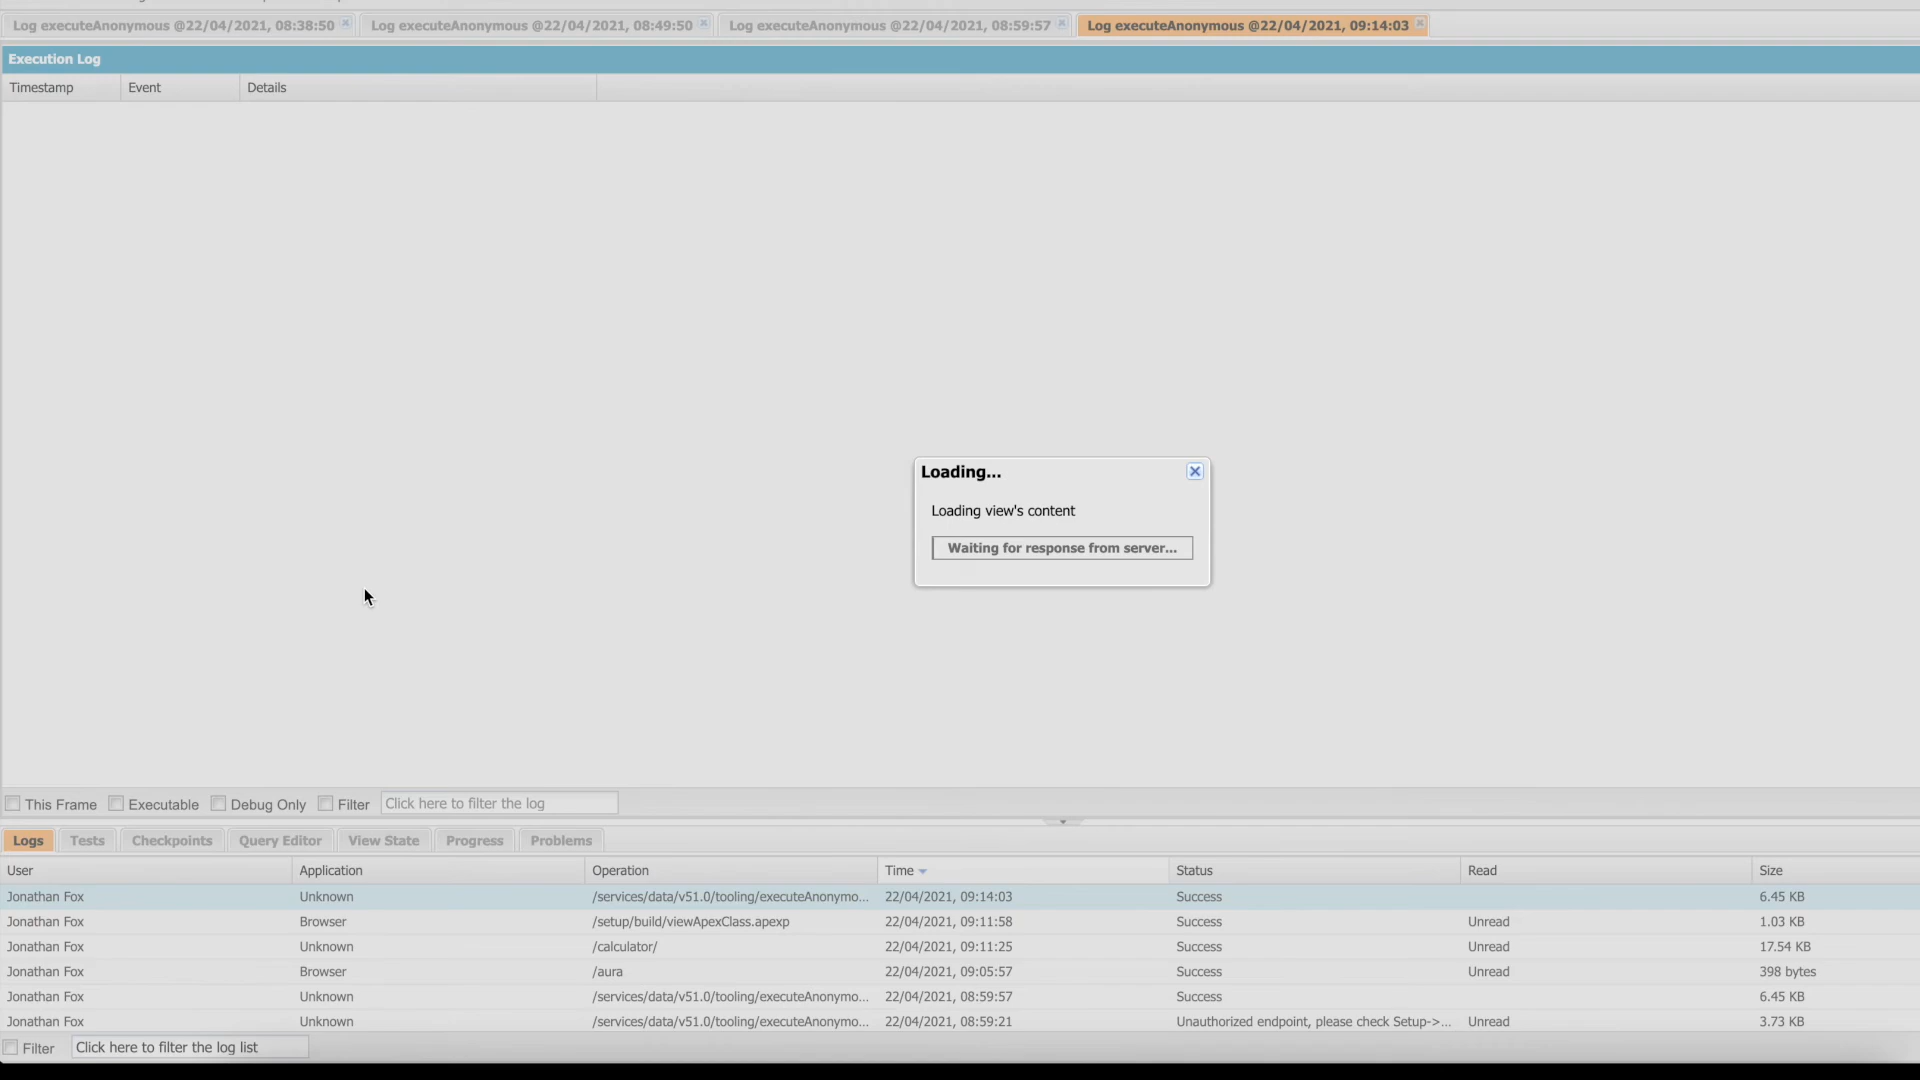 Log executeAnonymous @22/04/2021, 08:38:50 Log executeAnonymous @22/04/2021, 08:49:50 Log executeAnonymous @22/04/2021, 08:59:57 Log executeAnonymous @22/04/2021, 09:14:03
Execution Log
Timestamp Event Details
Loading...
Loading view's content
Waiting for response from server...
This Frame Executable Debug Only Filter Click here to filter the log
Logs Tests Checkpoints Query Editor View State Progress Problems
User Application Operation Time Status Read Size
Jonathan Fox Unknown /services/data/v51.0/tooling/executeAnonymo... 22/04/2021, 09:14:03 Success 6.45 KB
Jonathan Fox Browser /setup/build/viewApexClass.apexp 22/04/2021, 09:11:58 Success Unread 1.03 KB
Jonathan Fox Unknown /calculator/ 22/04/2021, 09:11:25 Success Unread 17.54 KB
Jonathan Fox Browser /aura 22/04/2021, 09:05:57 Success Unread 398 bytes
Jonathan Fox Unknown /services/data/v51.0/tooling/executeAnonymo... 22/04/2021, 08:59:57 Success 6.45 KB
Jonathan Fox Unknown /services/data/v51.0/tooling/executeAnonymo... 22/04/2021, 08:59:21 Unauthorized endpoint, please check Setup->... Unread 3.73 KB
Filter Click here to filter the log list